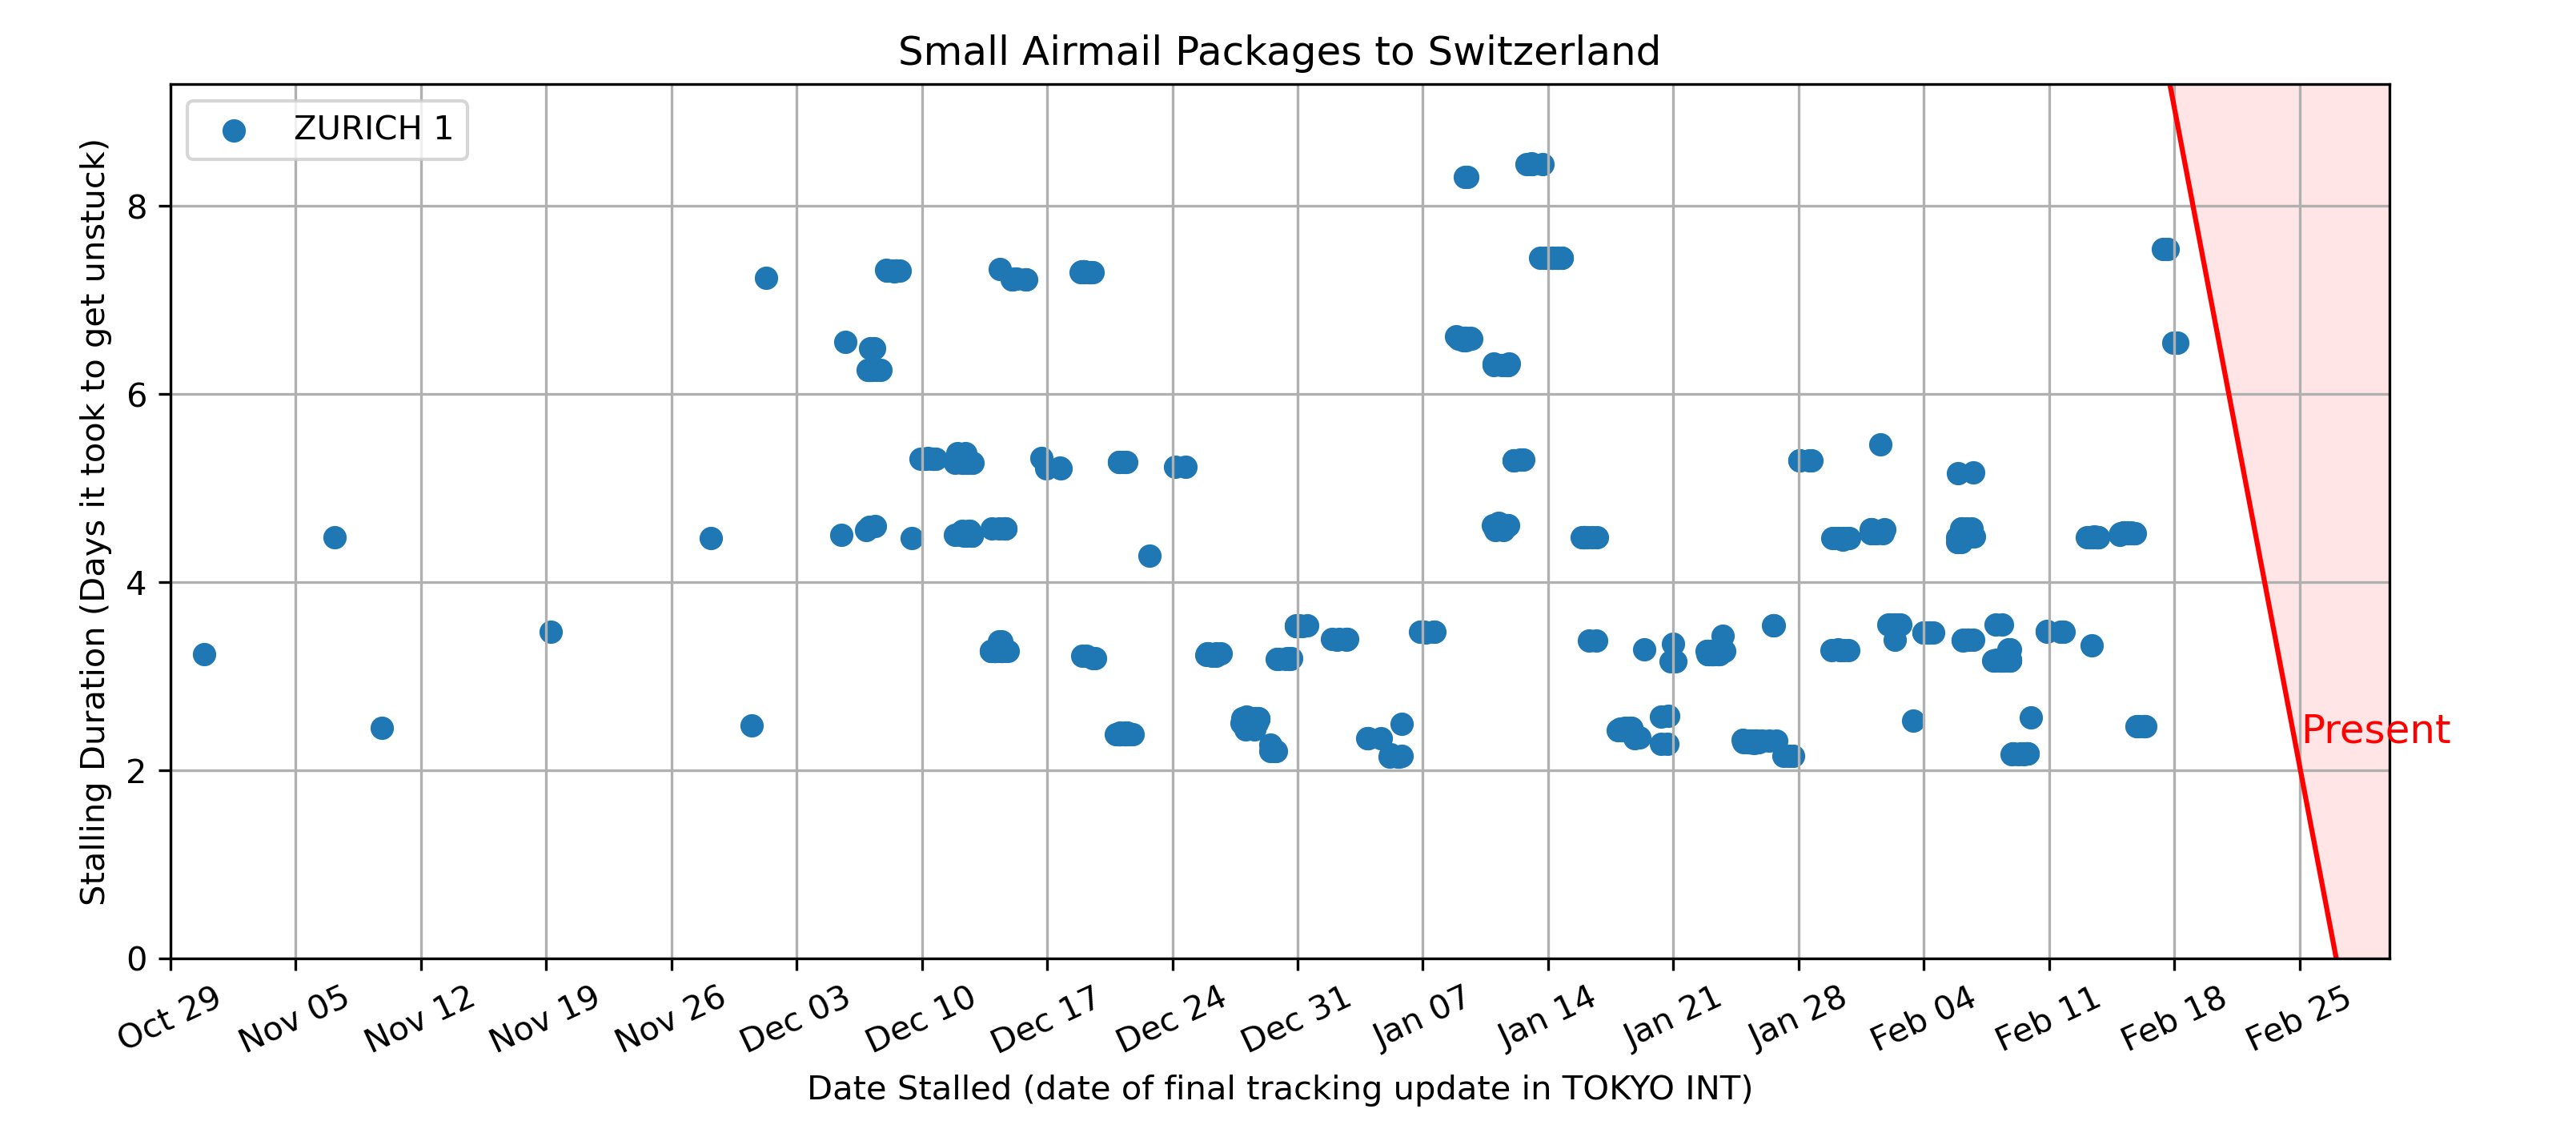 Small Airmail Packages to Switzerland
ZURICH 1
Stalling Duration (Days it took to get unstuck)
8
6
4
2
0
Present
Oct 29
Nov 05
Nov 12
Nov 19
Nov 26
Dec 03
Dec 10
Dec 17
Dec 24
Dec 31
Jan 07
Jan 14
Jan 21
Jan 28
Feb 04
Feb 11
Feb 18
Feb 25
Date Stalled (date of final tracking update in TOKYO INT)